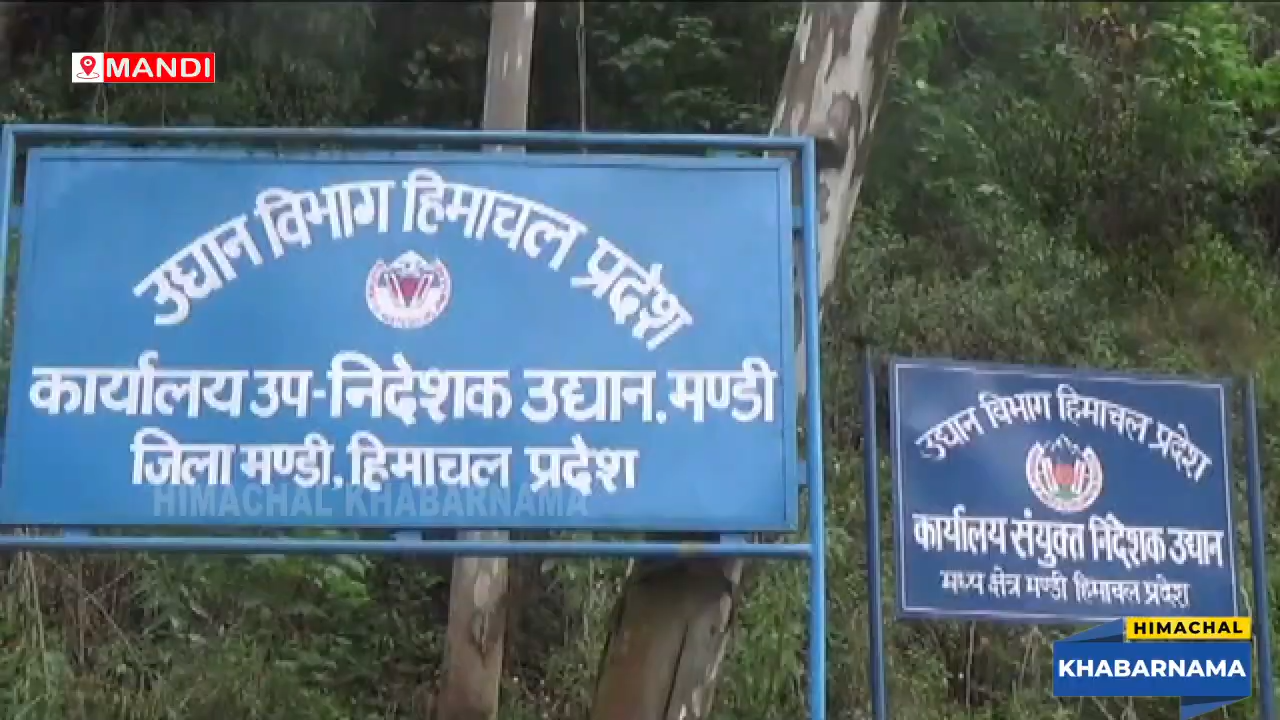 MANDI
उद्यान विभाग हिमाचल प्रदेश
कार्यालय उप-निदेशक उद्यान, मण्डी
जिला मण्डी, हिमाचल प्रदेश
HIMACHAL KHABARNAMA
उद्यान विभाग हिमाचल प्रदेश
कार्यालय संयुक्त निदेशक उद्यान
मध्य क्षेत्र मण्डी हिमाचल प्रदेश
HIMACHAL
KHABARNAMA